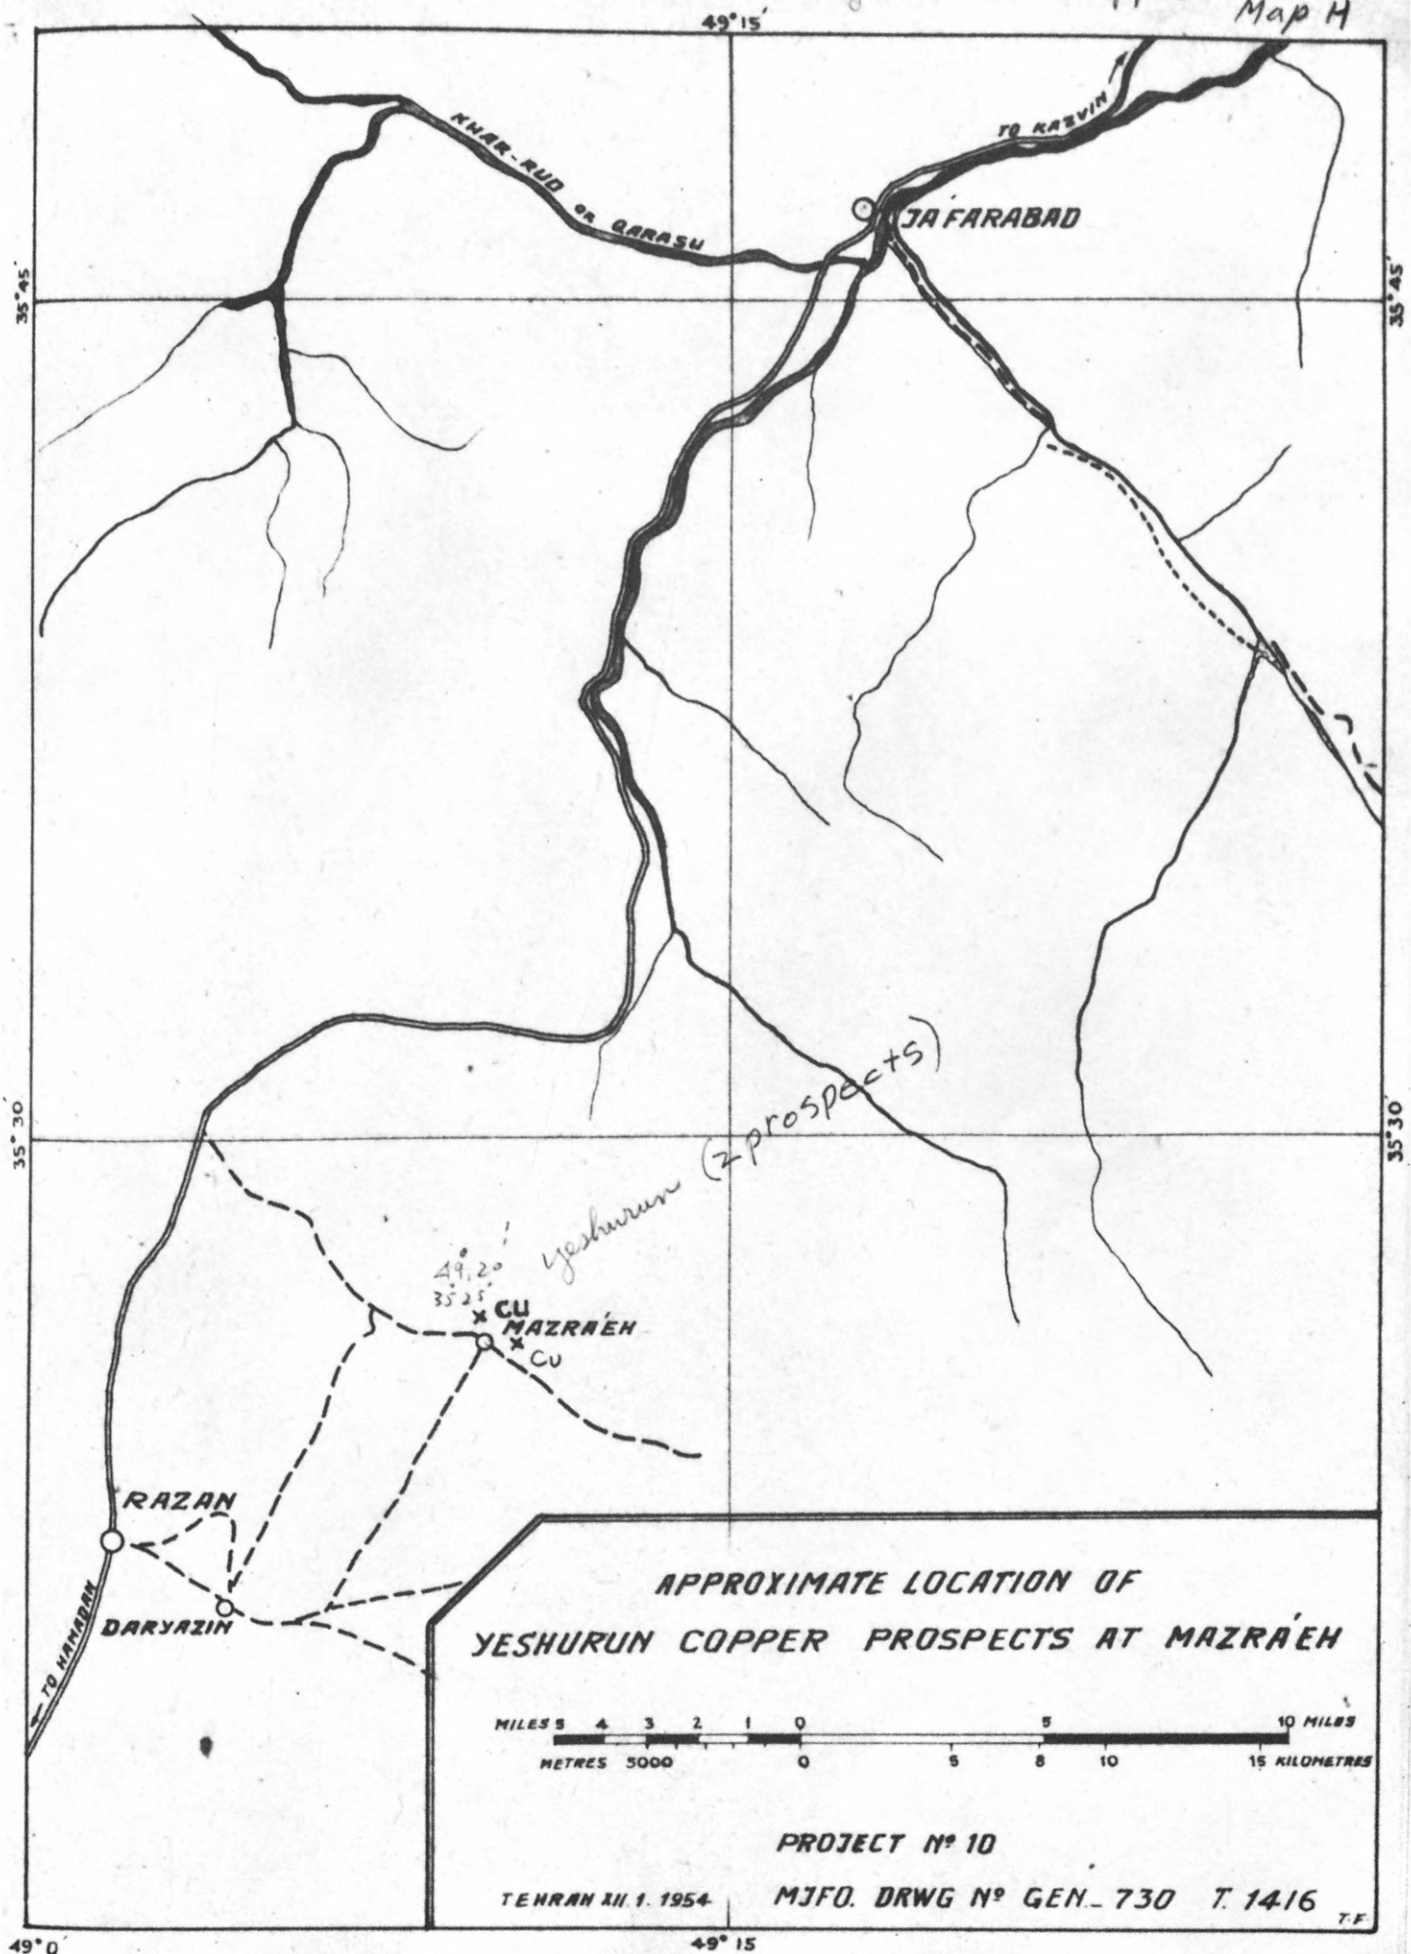 Map H
49°15'
TO KAZVIN
KHAR-RUD OR QARASU
JA'FARABAD
35°45'
35°45'
35°30'
35°30'
yeshurun (2 prospects)
49°20'
35°25'
x CU
MAZRA'EH
x CU
RAZAN
DARYAZIN
TO HAMADAN
APPROXIMATE LOCATION OF
YESHURUN COPPER PROSPECTS AT MAZRA'EH
MILES 5 4 3 2 1 0 5 10 MILES
METRES 5000 0 5 8 10 15 KILOMETRES
PROJECT Nº 10
TEHRAN XII. 1. 1954 MJFO. DRWG Nº GEN_ 730 T. 1416
T.F.
49°0'
49°15